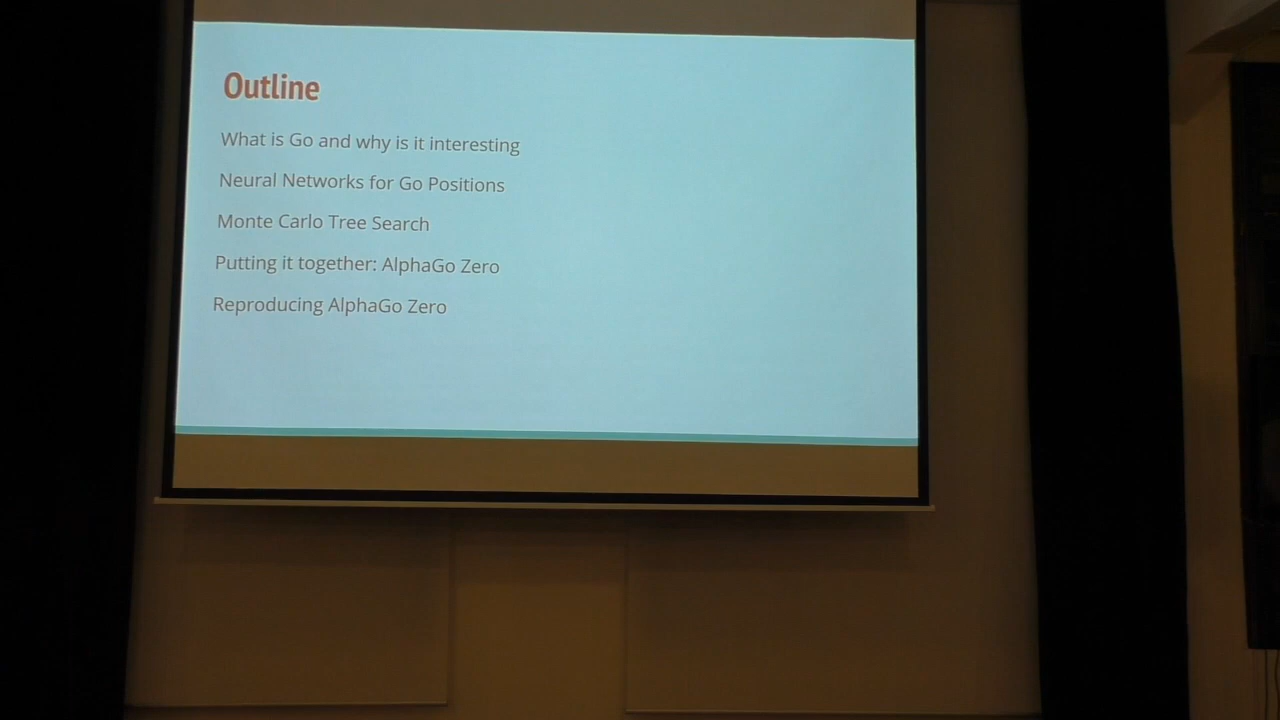 Outline
What is Go and why is it interesting
Neural Networks for Go Positions
Monte Carlo Tree Search
Putting it together: AlphaGo Zero
Reproducing AlphaGo Zero